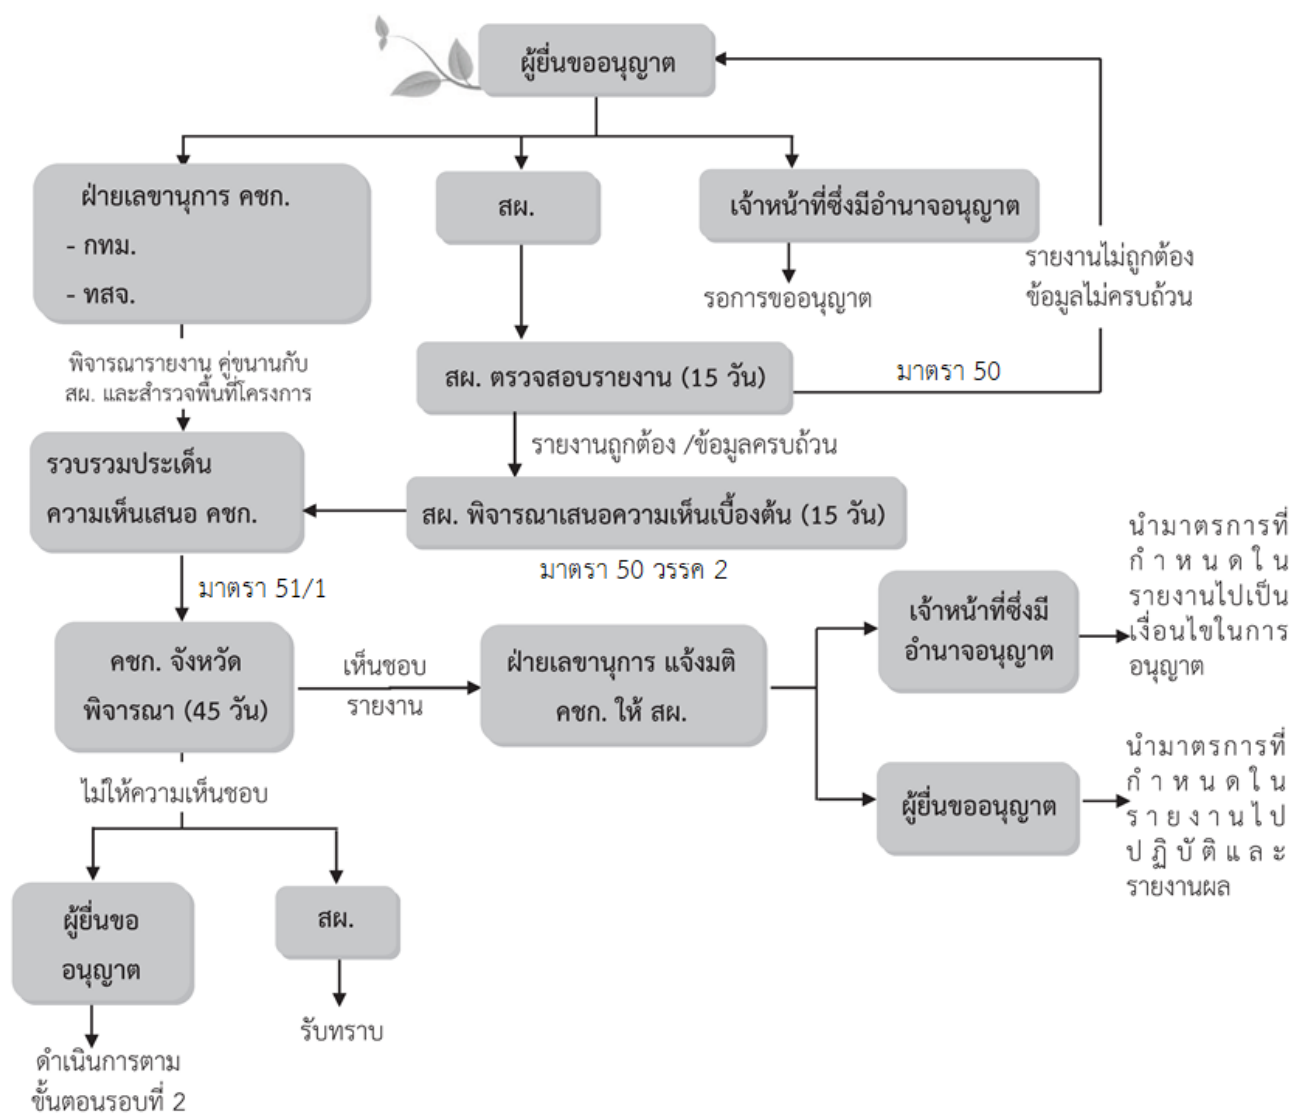 ผู้ยื่นขออนุญาต
ฝ่ายเลขานุการ คชก.
- กทม.
- ทสจ.
สผ.
เจ้าหน้าที่ซึ่งมีอำนาจอนุญาต
รอการขออนุญาต
รายงานไม่ถูกต้อง
ข้อมูลไม่ครบถ้วน
พิจารณารายงาน คู่ขนานกับ
สผ. และสำรวจพื้นที่โครงการ
สผ. ตรวจสอบรายงาน (15 วัน)
มาตรา 50
รายงานถูกต้อง /ข้อมูลครบถ้วน
รวบรวมประเด็น
ความเห็นเสนอ คชก.
สผ. พิจารณาเสนอความเห็นเบื้องต้น (15 วัน)
มาตรา 50 วรรค 2
มาตรา 51/1
คชก. จังหวัด
พิจารณา (45 วัน)
เห็นชอบ
รายงาน
ฝ่ายเลขานุการ แจ้งมติ
คชก. ให้ สผ.
เจ้าหน้าที่ซึ่งมี
อำนาจอนุญาต
นำมาตรการที่
กำหนดใน
รายงานไปเป็น
เงื่อนไขในการ
อนุญาต
ผู้ยื่นขออนุญาต
นำมาตรการที่
กำหนดใน
รายงานไป
ปฏิบัติและ
รายงานผล
ไม่ให้ความเห็นชอบ
ผู้ยื่นขอ
อนุญาต
สผ.
รับทราบ
ดำเนินการตาม
ขั้นตอนรอบที่ 2